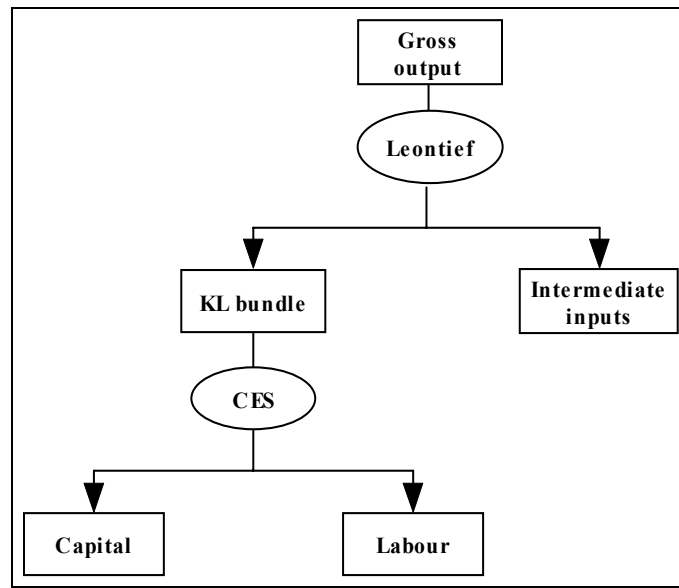 Gross
output
Leontief
KL bundle
Intermediate
inputs
CES
Capital
Labour